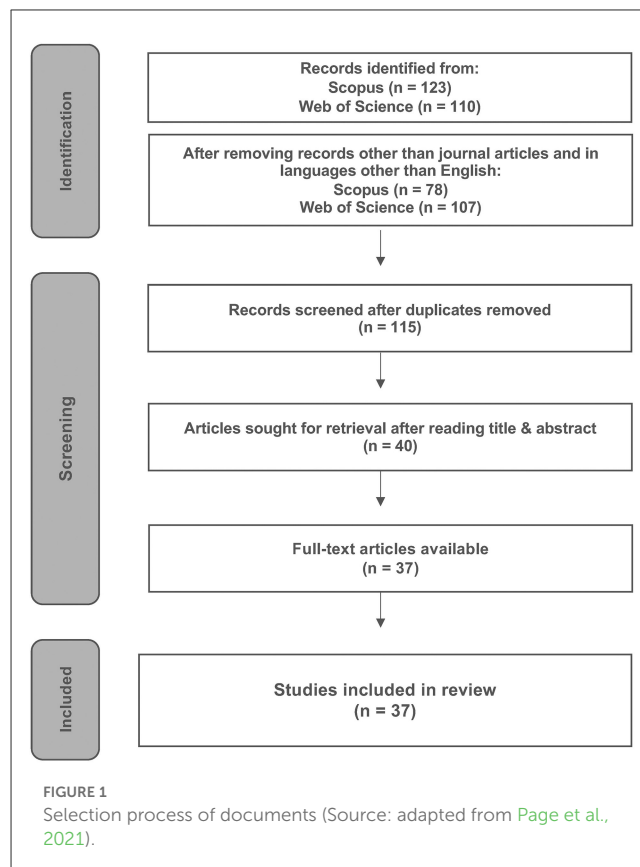 Identification
Records identified from:
Scopus (n = 123)
Web of Science (n = 110)
After removing records other than journal articles and in
languages other than English:
Scopus (n = 78)
Web of Science (n = 107)
Screening
Records screened after duplicates removed
(n = 115)
Articles sought for retrieval after reading title & abstract
(n = 40)
Full-text articles available
(n = 37)
Included
Studies included in review
(n = 37)
FIGURE 1
Selection process of documents (Source: adapted from Page et al.,
2021).